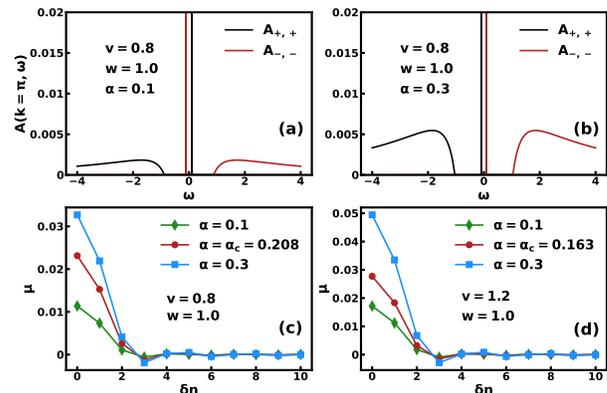 0.02
0.015
0.01
0.005
0
A(k = π, ω)
v = 0.8
w = 1.0
α = 0.1
A+, +
A−, −
(a)
−4 −2 0 2 4
ω
0.02
0.015
0.01
0.005
0
v = 0.8
w = 1.0
α = 0.3
A+, +
A−, −
(b)
−4 −2 0 2 4
ω
0.03
0.02
0.01
0
μ
α = 0.1
α = αc = 0.208
α = 0.3
v = 0.8
w = 1.0
(c)
0 2 4 6 8 10
δn
0.05
0.04
0.03
0.02
0.01
0
μ
α = 0.1
α = αc = 0.163
α = 0.3
v = 1.2
w = 1.0
(d)
0 2 4 6 8 10
δn